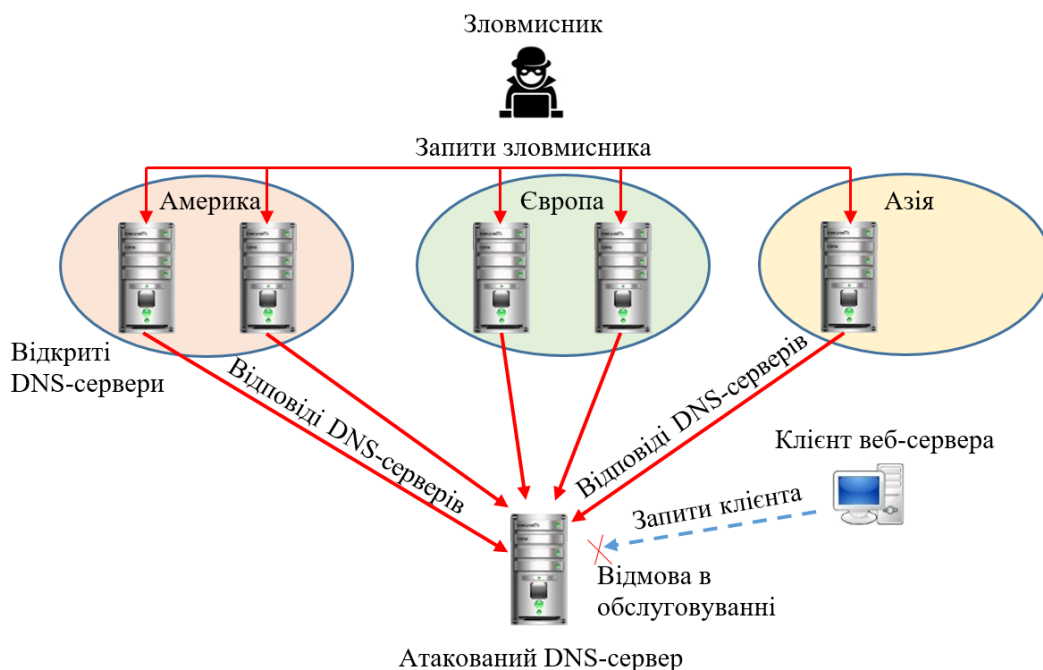 Зловмисник
Запити зловмисника
Америка
Європа
Азія
Відкриті
DNS-сервери
Відповіді DNS-серверів
Відповіді DNS-серверів
Клієнт веб-сервера
Запити клієнта
Відмова в
обслуговуванні
Атакований DNS-сервер